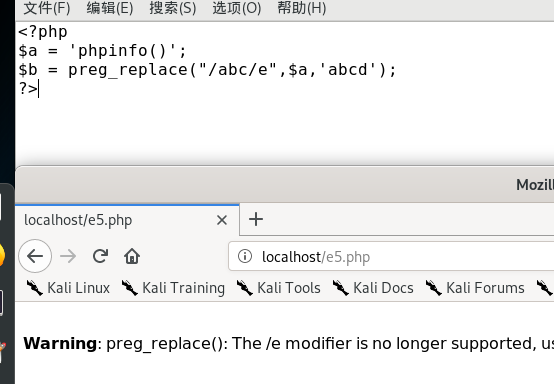 文件(F) 编辑(E) 搜索(S) 选项(O) 帮助(H)
<?php
$a = 'phpinfo()';
$b = preg_replace("/abc/e",$a,'abcd');
?>
Mozill
localhost/e5.php
localhost/e5.php
Kali Linux Kali Training Kali Tools Kali Docs Kali Forums
Warning: preg_replace(): The /e modifier is no longer supported, us